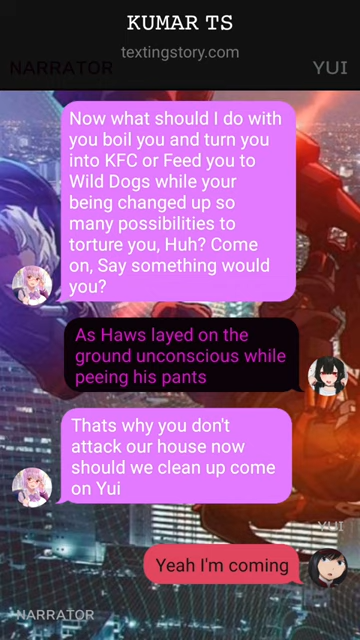 KUMAR TS
textingstory.com
NARRATOR
YUI
Now what should I do with
you boil you and turn you
into KFC or Feed you to
Wild Dogs while your
being changed up so
many possibilities to
torture you, Huh? Come
on, Say something would
you?
As Haws layed on the
ground unconscious while
peeing his pants
Thats why you don't
attack our house now
should we clean up come
on Yui
YUI
Yeah I'm coming
NARRATOR